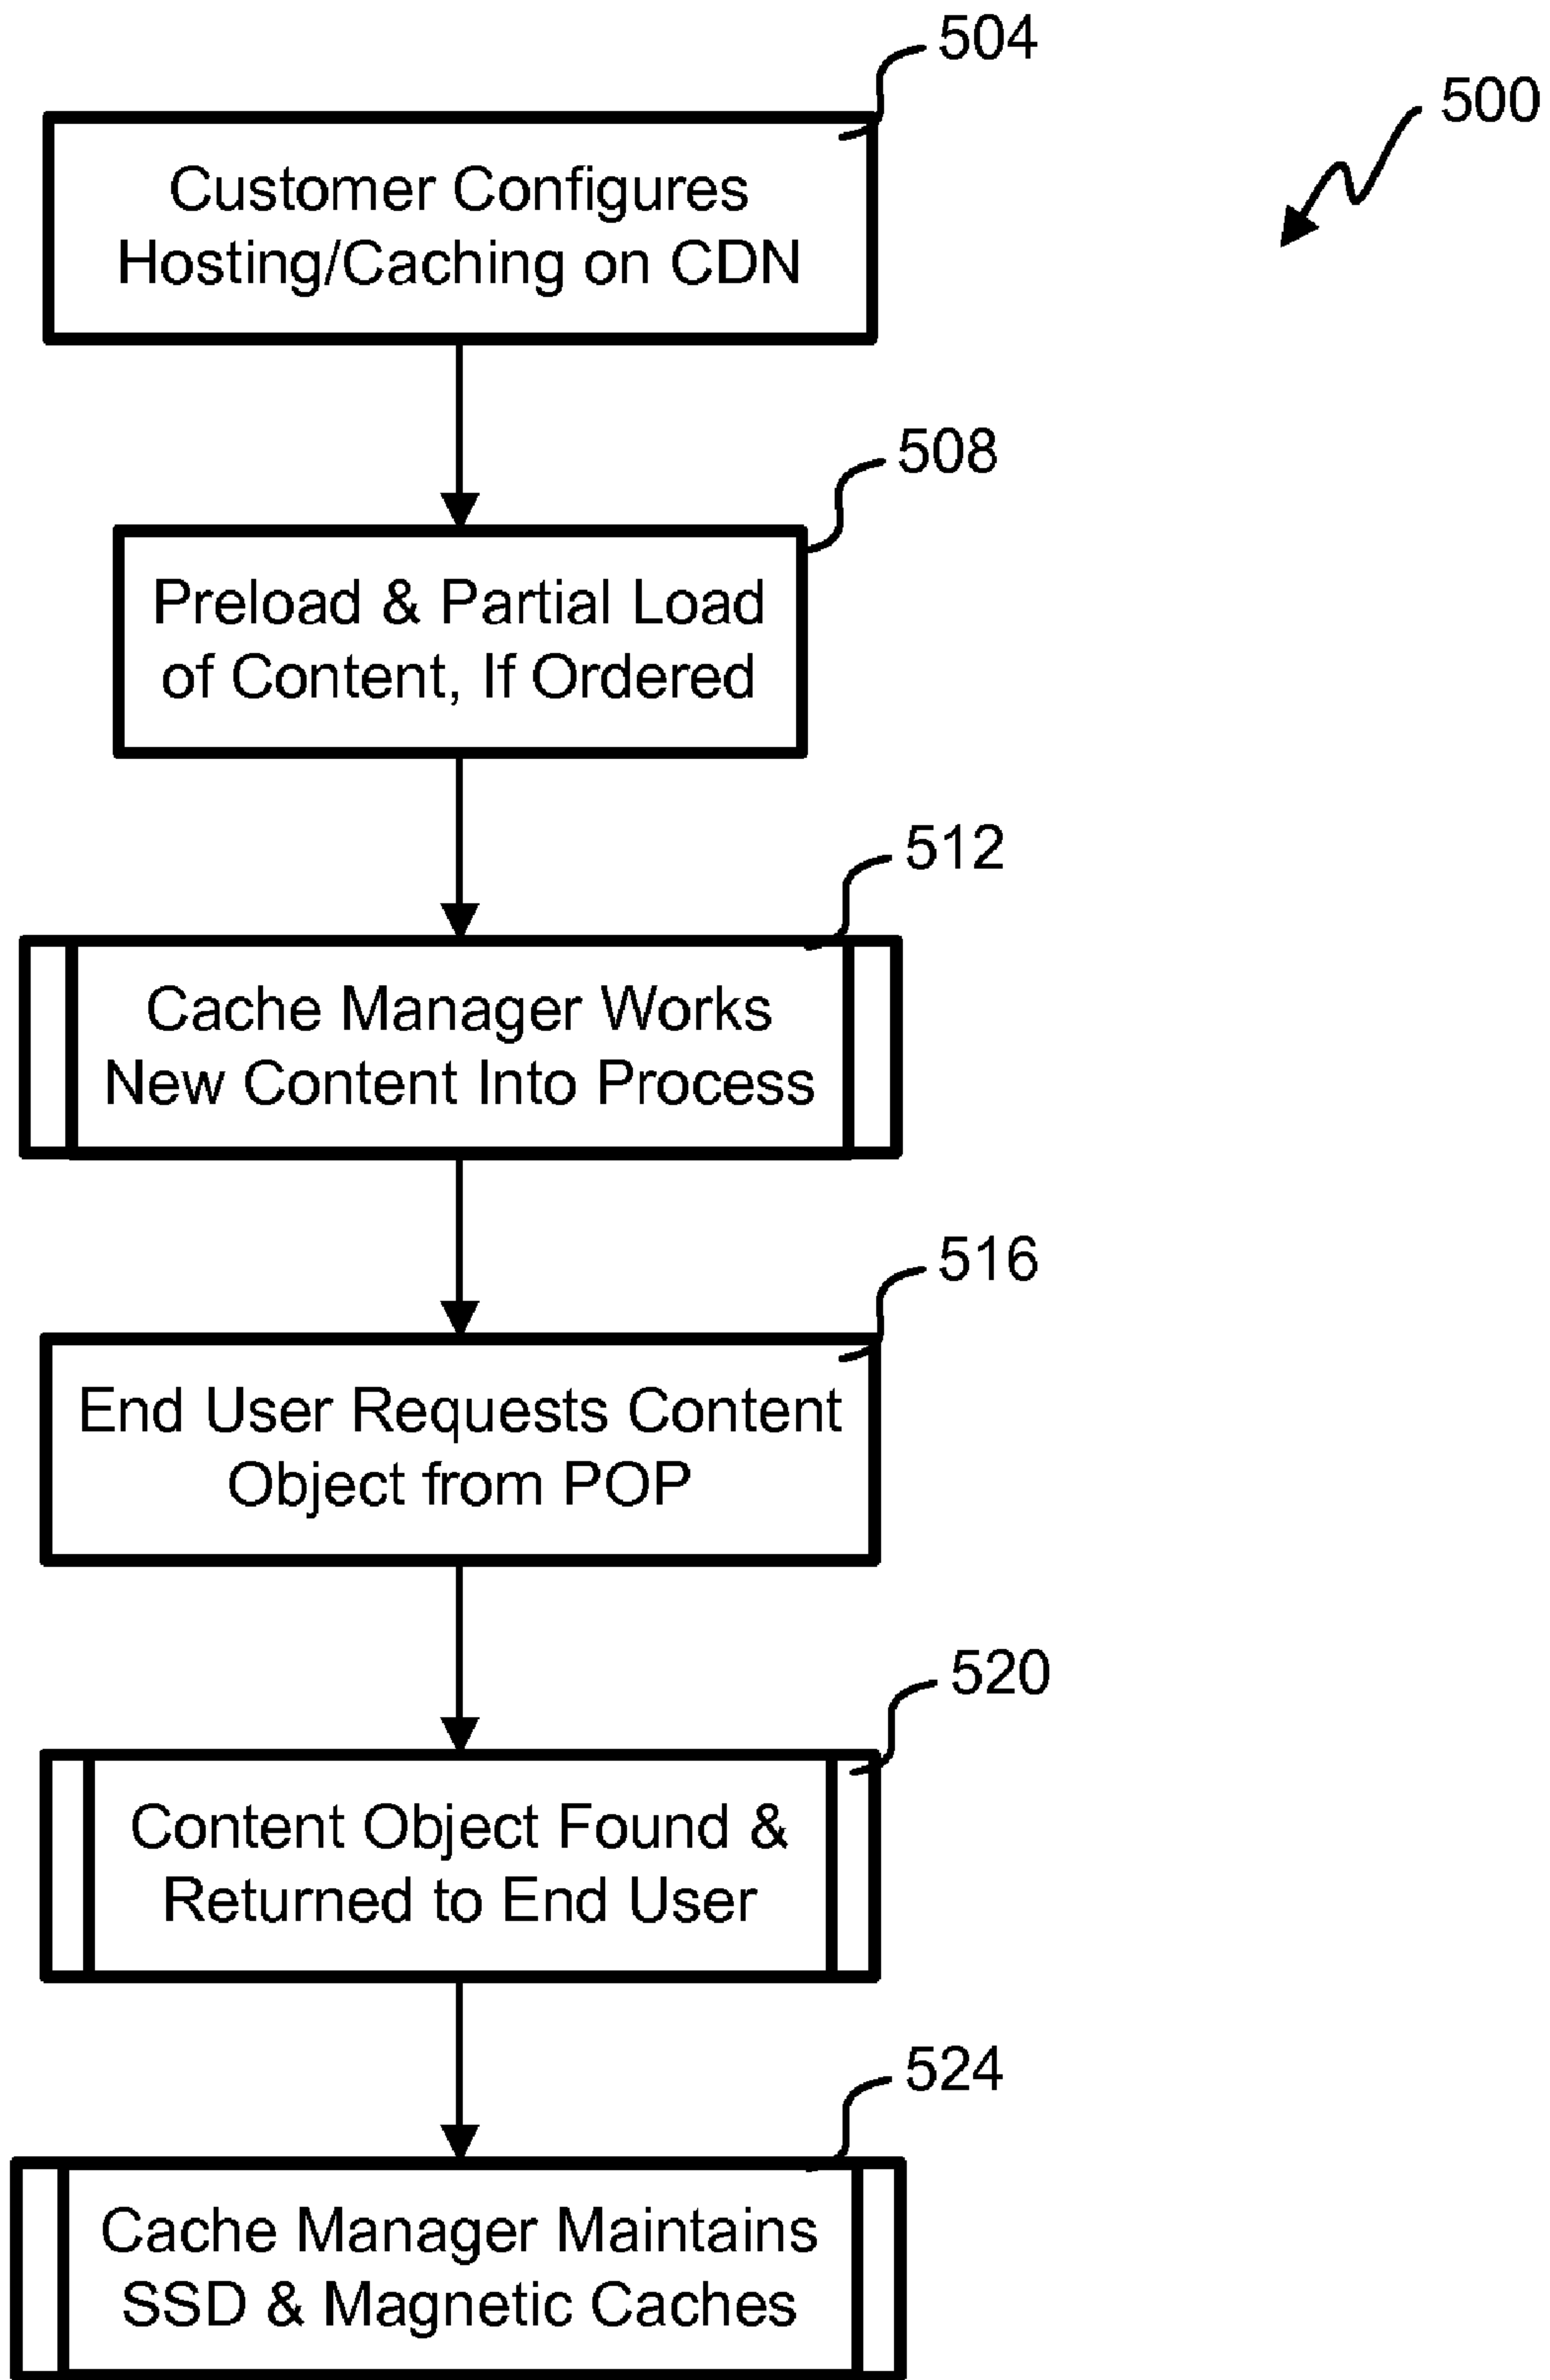 504
500
Customer Configures
Hosting/Caching on CDN
508
Preload & Partial Load
of Content, If Ordered
512
Cache Manager Works
New Content Into Process
516
End User Requests Content
Object from POP
520
Content Object Found &
Returned to End User
524
Cache Manager Maintains
SSD & Magnetic Caches